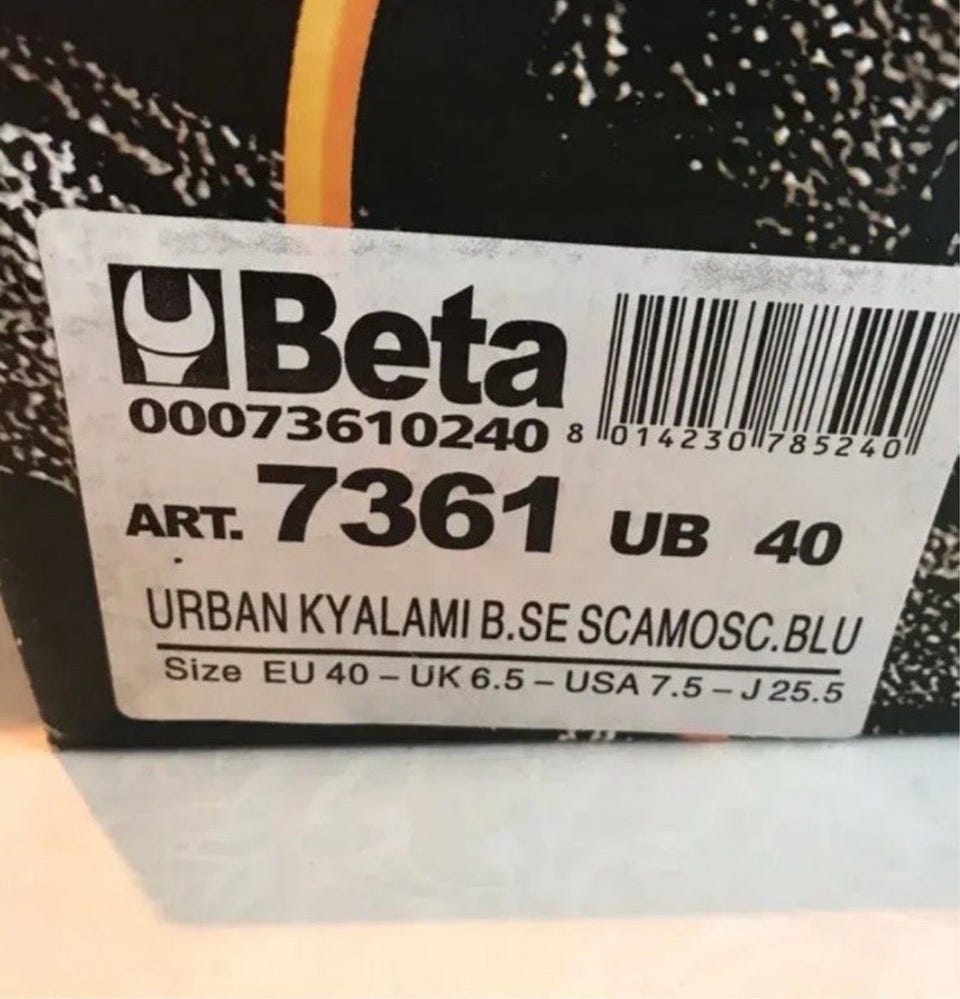 Beta
00073610240
8 014230 785240
ART. 7361 UB 40
URBAN KYALAMI B.SE SCAMOSC.BLU
Size EU 40 – UK 6.5 – USA 7.5 – J 25.5